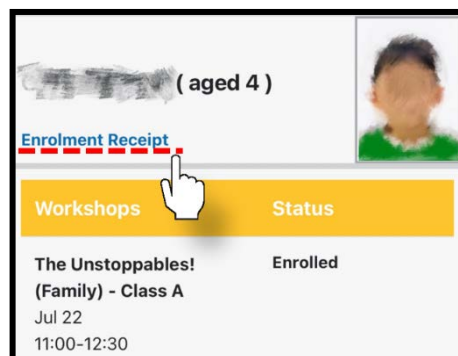 ( aged 4 )
Enrolment Receipt
Workshops Status
The Unstoppables! Enrolled
(Family) - Class A
Jul 22
11:00-12:30